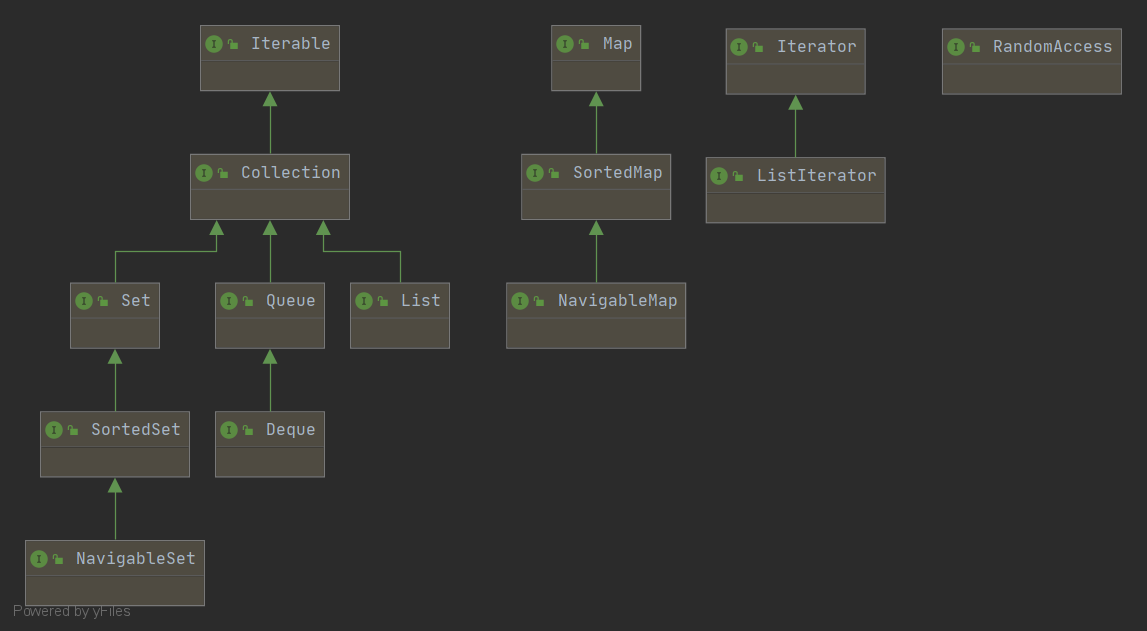 I Iterable
I Map
I Iterator
I RandomAccess
I Collection
I SortedMap
I ListIterator
I Set
I Queue
I List
I NavigableMap
I SortedSet
I Deque
I NavigableSet
Powered by yFiles